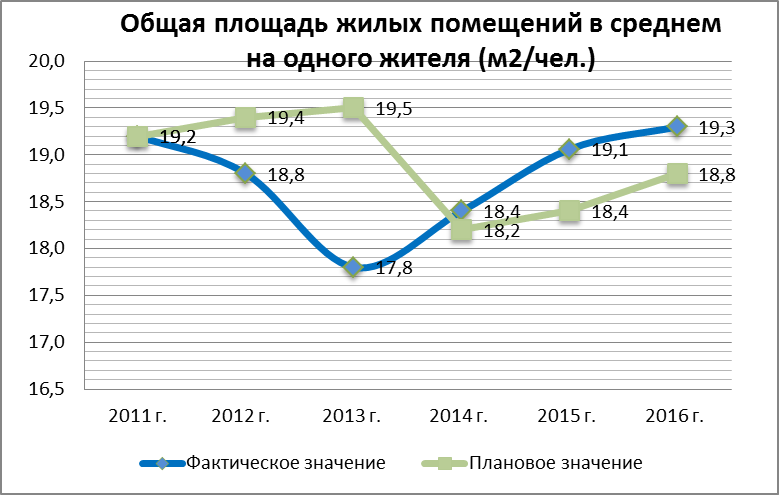 Общая площадь жилых помещений в среднем
на одного жителя (м2/чел.)
20,0
19,5
19,0
18,5
18,0
17,5
17,0
16,5
19,2
19,4
19,5
18,8
17,8
18,4
18,2
19,1
18,4
19,3
18,8
2011 г.
2012 г.
2013 г.
2014 г.
2015 г.
2016 г.
Фактическое значение
Плановое значение